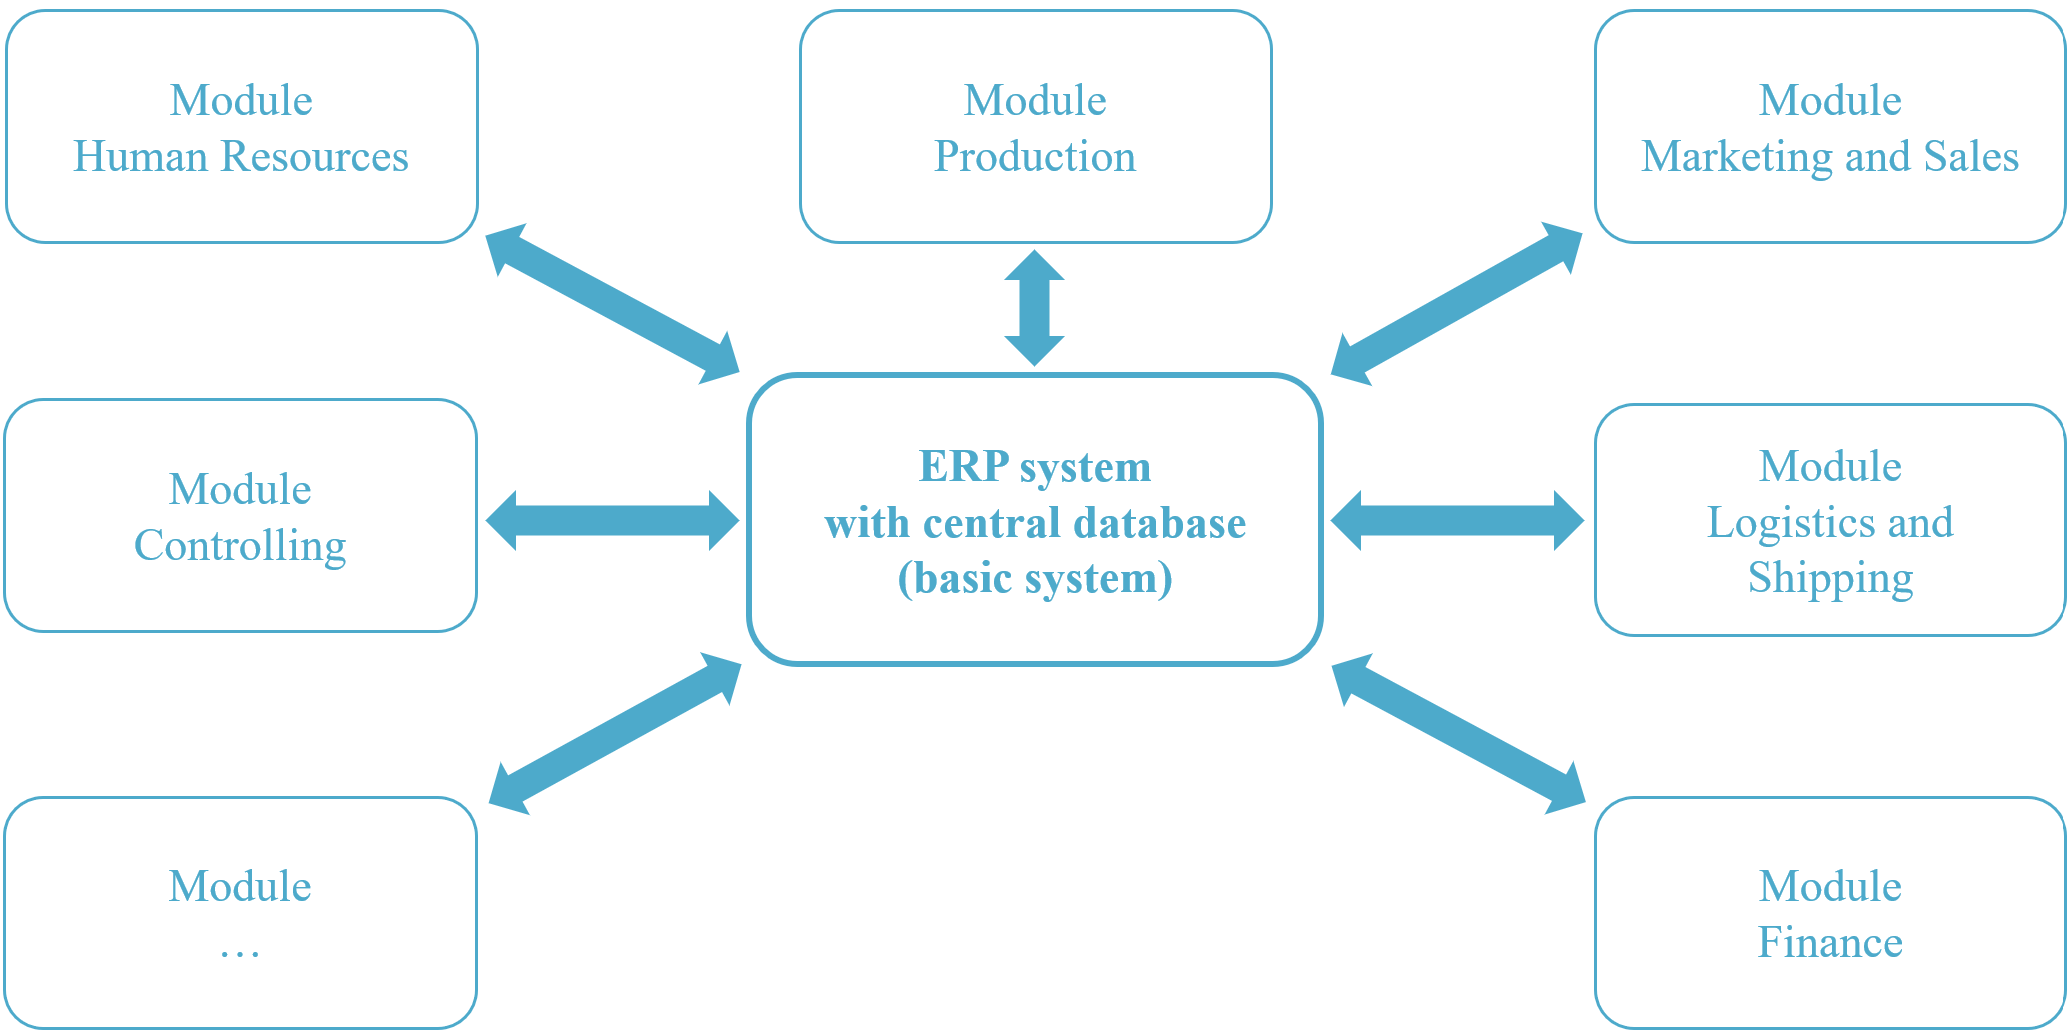 Module
Human Resources
Module
Production
Module
Marketing and Sales
Module
Controlling
ERP system
with central database
(basic system)
Module
Logistics and
Shipping
Module
…
Module
Finance